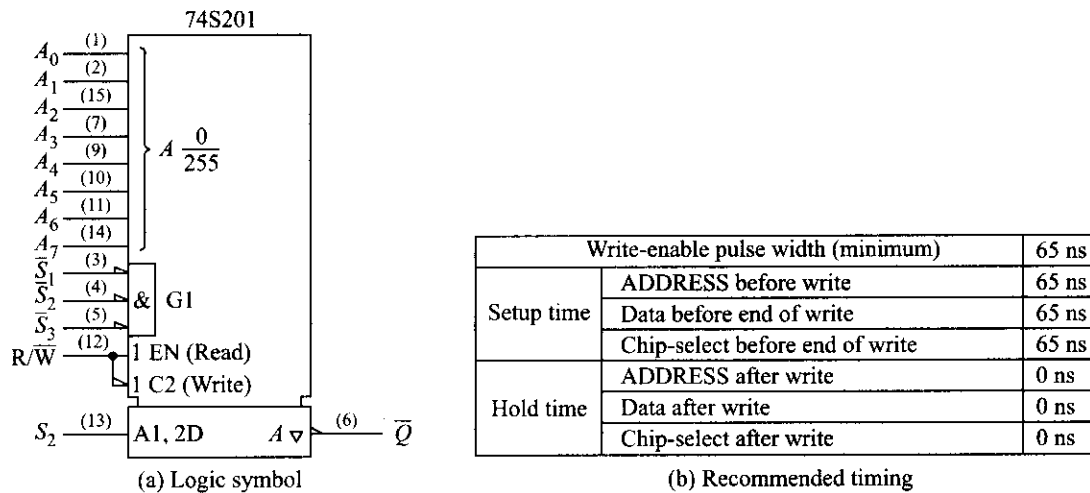 74S201
A₀ (1)
A₁ (2)
A₂ (15)
A₃ (7)
A₄ (9)
A₅ (10)
A₆ (11)
A₇ (14)
A 0/255
S̅₁ (3)
S̅₂ (4)
S̅₃ (5)
& G1
R/W̅ (12)
1 EN (Read)
1 C2 (Write)
S₂ (13) A1, 2D A ▽ (6) Q̅
(a) Logic symbol
Write-enable pulse width (minimum) 65 ns
Setup time
ADDRESS before write 65 ns
Data before end of write 65 ns
Chip-select before end of write 65 ns
Hold time
ADDRESS after write 0 ns
Data after write 0 ns
Chip-select after write 0 ns
(b) Recommended timing